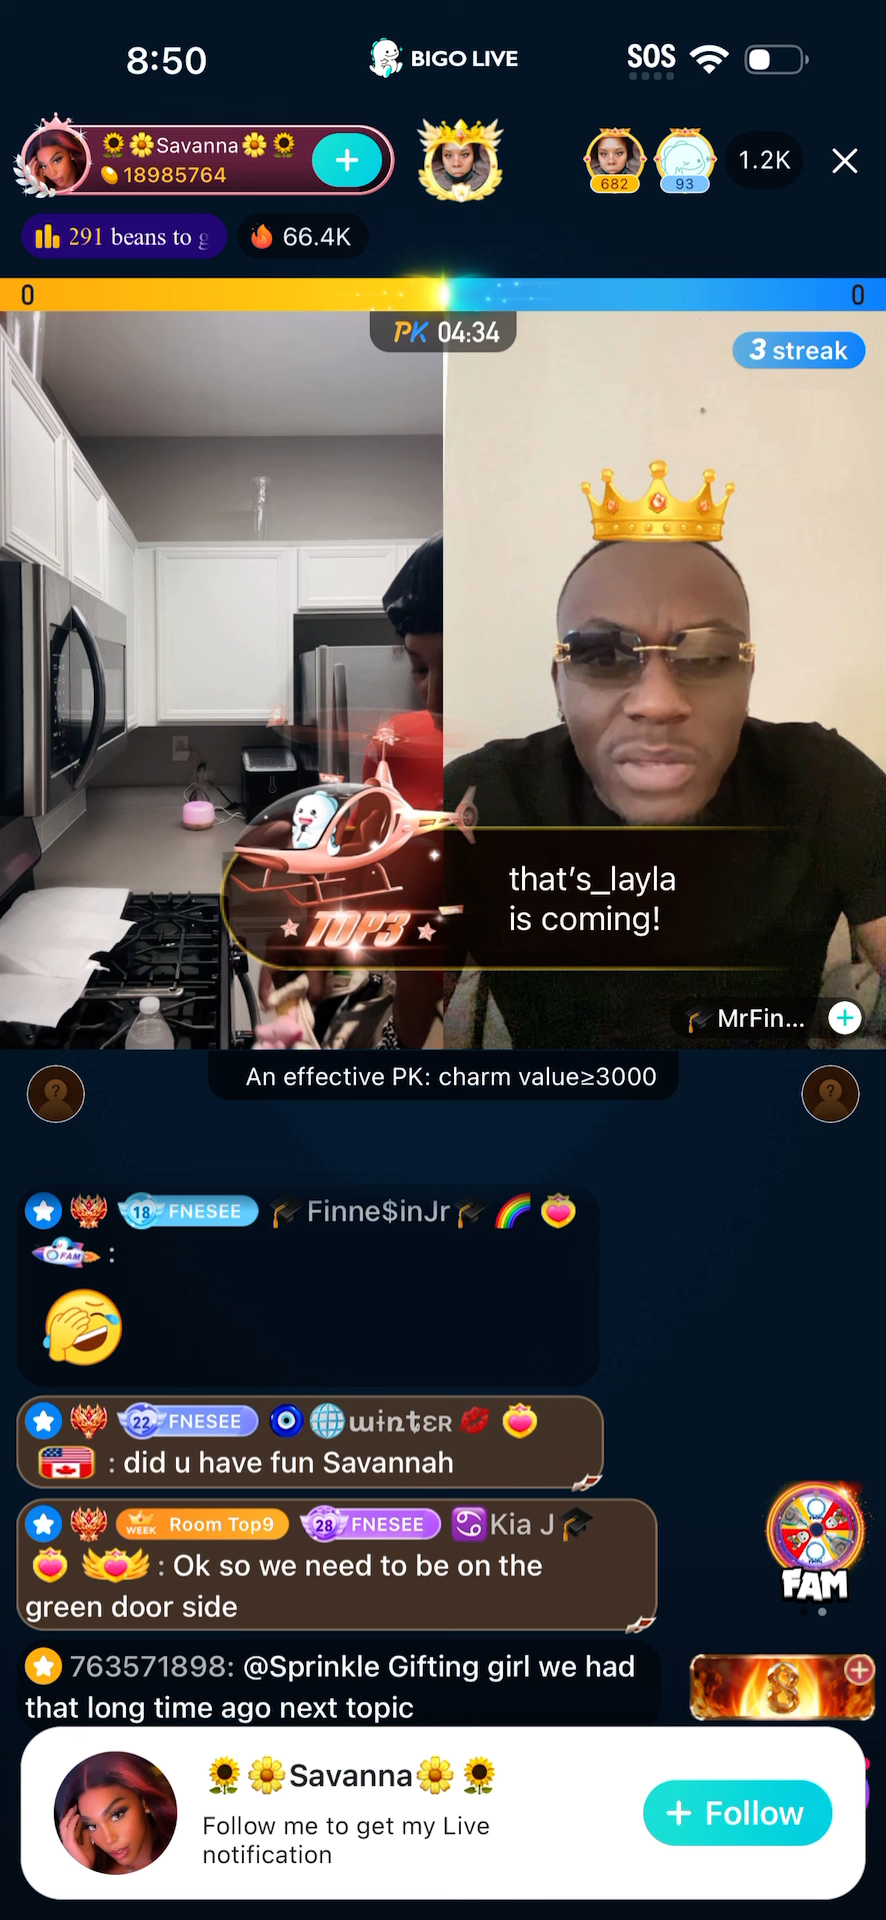 8:50
BIGO LIVE
SOS
🌻🌼Savanna🌼🌻
18985764
682
93
1.2K
291 beans to g
66.4K
0
0
PK 04:34
3 streak
that's_layla
is coming!
TOP3
🎓MrFin...
An effective PK: charm value≥3000
18 FNESEE 🎓Finne$inJr🎓🌈
FAM :
22 FNESEE 🧿🌐wintεR💋
: did u have fun Savannah
WEEK Room Top9 28 FNESEE ♋Kia J🎓
: Ok so we need to be on the
green door side
FAM
763571898: @Sprinkle Gifting girl we had
that long time ago next topic
8
🌻🌼Savanna🌼🌻
Follow me to get my Live
notification
+ Follow